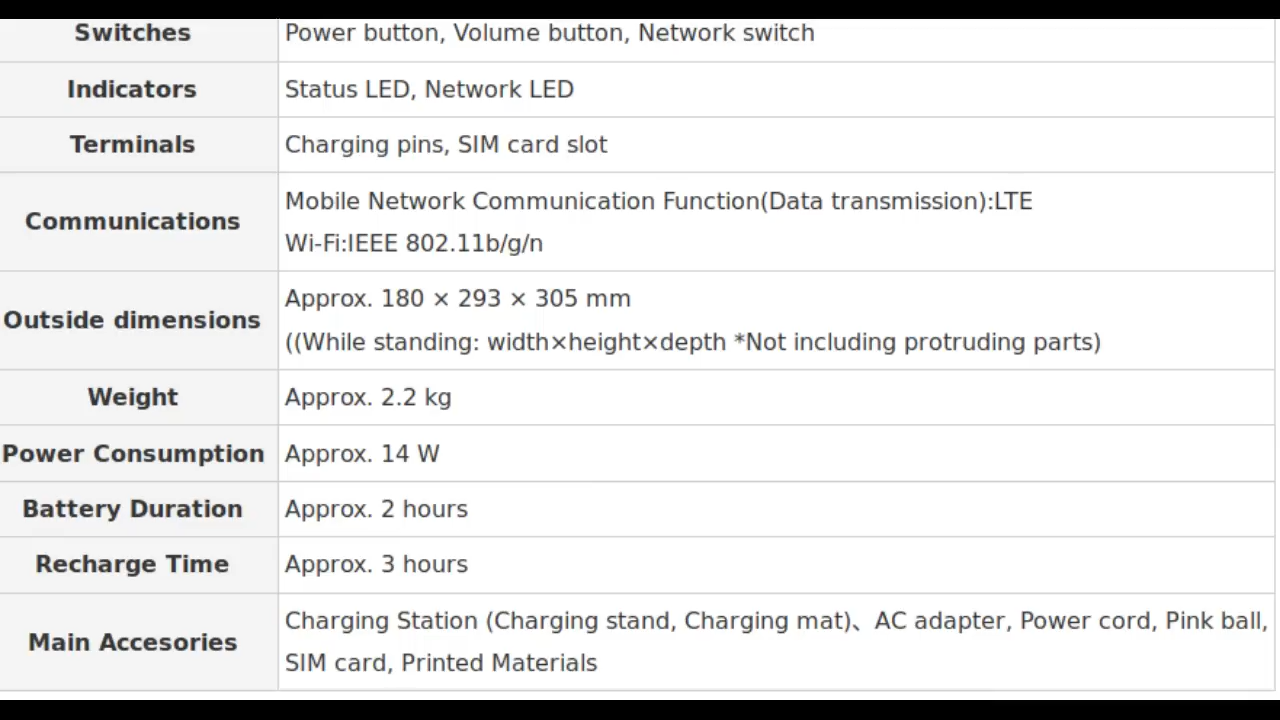 Switches Power button, Volume button, Network switch
Indicators Status LED, Network LED
Terminals Charging pins, SIM card slot
Communications Mobile Network Communication Function(Data transmission):LTE
Wi-Fi:IEEE 802.11b/g/n
Outside dimensions Approx. 180 × 293 × 305 mm
((While standing: width×height×depth *Not including protruding parts)
Weight Approx. 2.2 kg
Power Consumption Approx. 14 W
Battery Duration Approx. 2 hours
Recharge Time Approx. 3 hours
Main Accesories Charging Station (Charging stand, Charging mat)、AC adapter, Power cord, Pink ball,
SIM card, Printed Materials